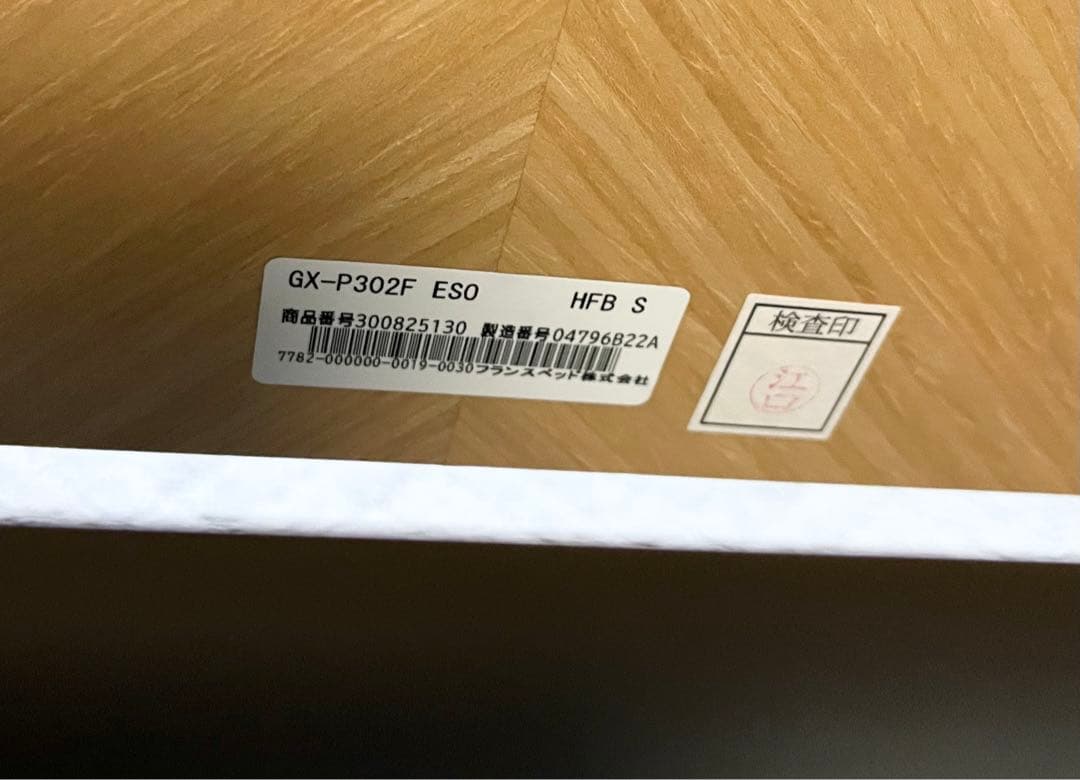 GX-P302F ESO HFB S
商品番号300825130 製造番号04796B22A
7782-000000-0019-0030フランスベッド株式会社
検査印
江口